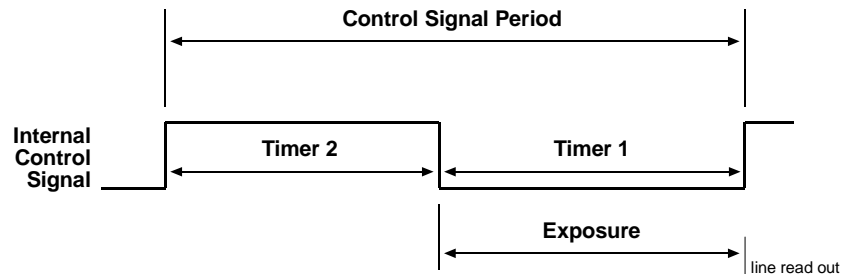 Control Signal Period
Internal
Control
Signal
Timer 2
Timer 1
Exposure
line read out